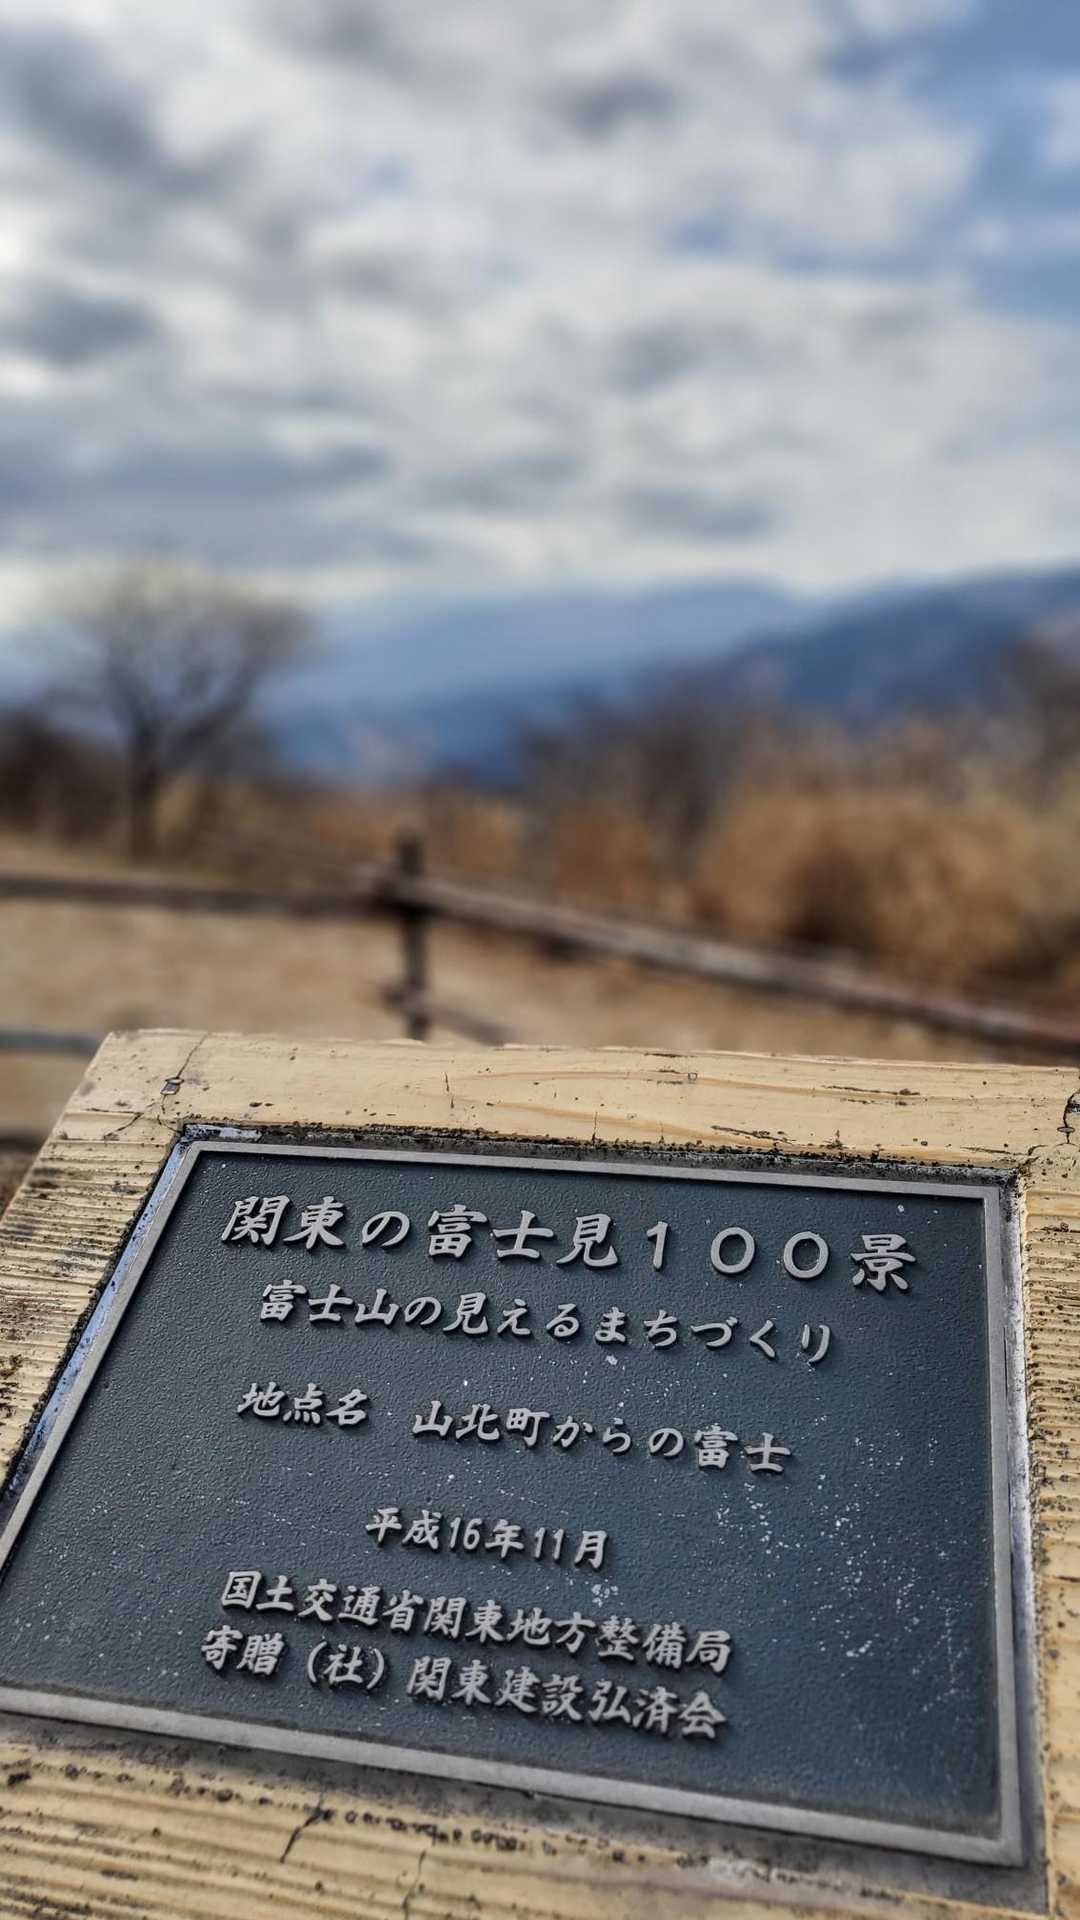 関東の富士見１００景
富士山の見えるまちづくり
地点名　山北町からの富士
平成16年11月
国土交通省関東地方整備局
寄贈（社）関東建設弘済会